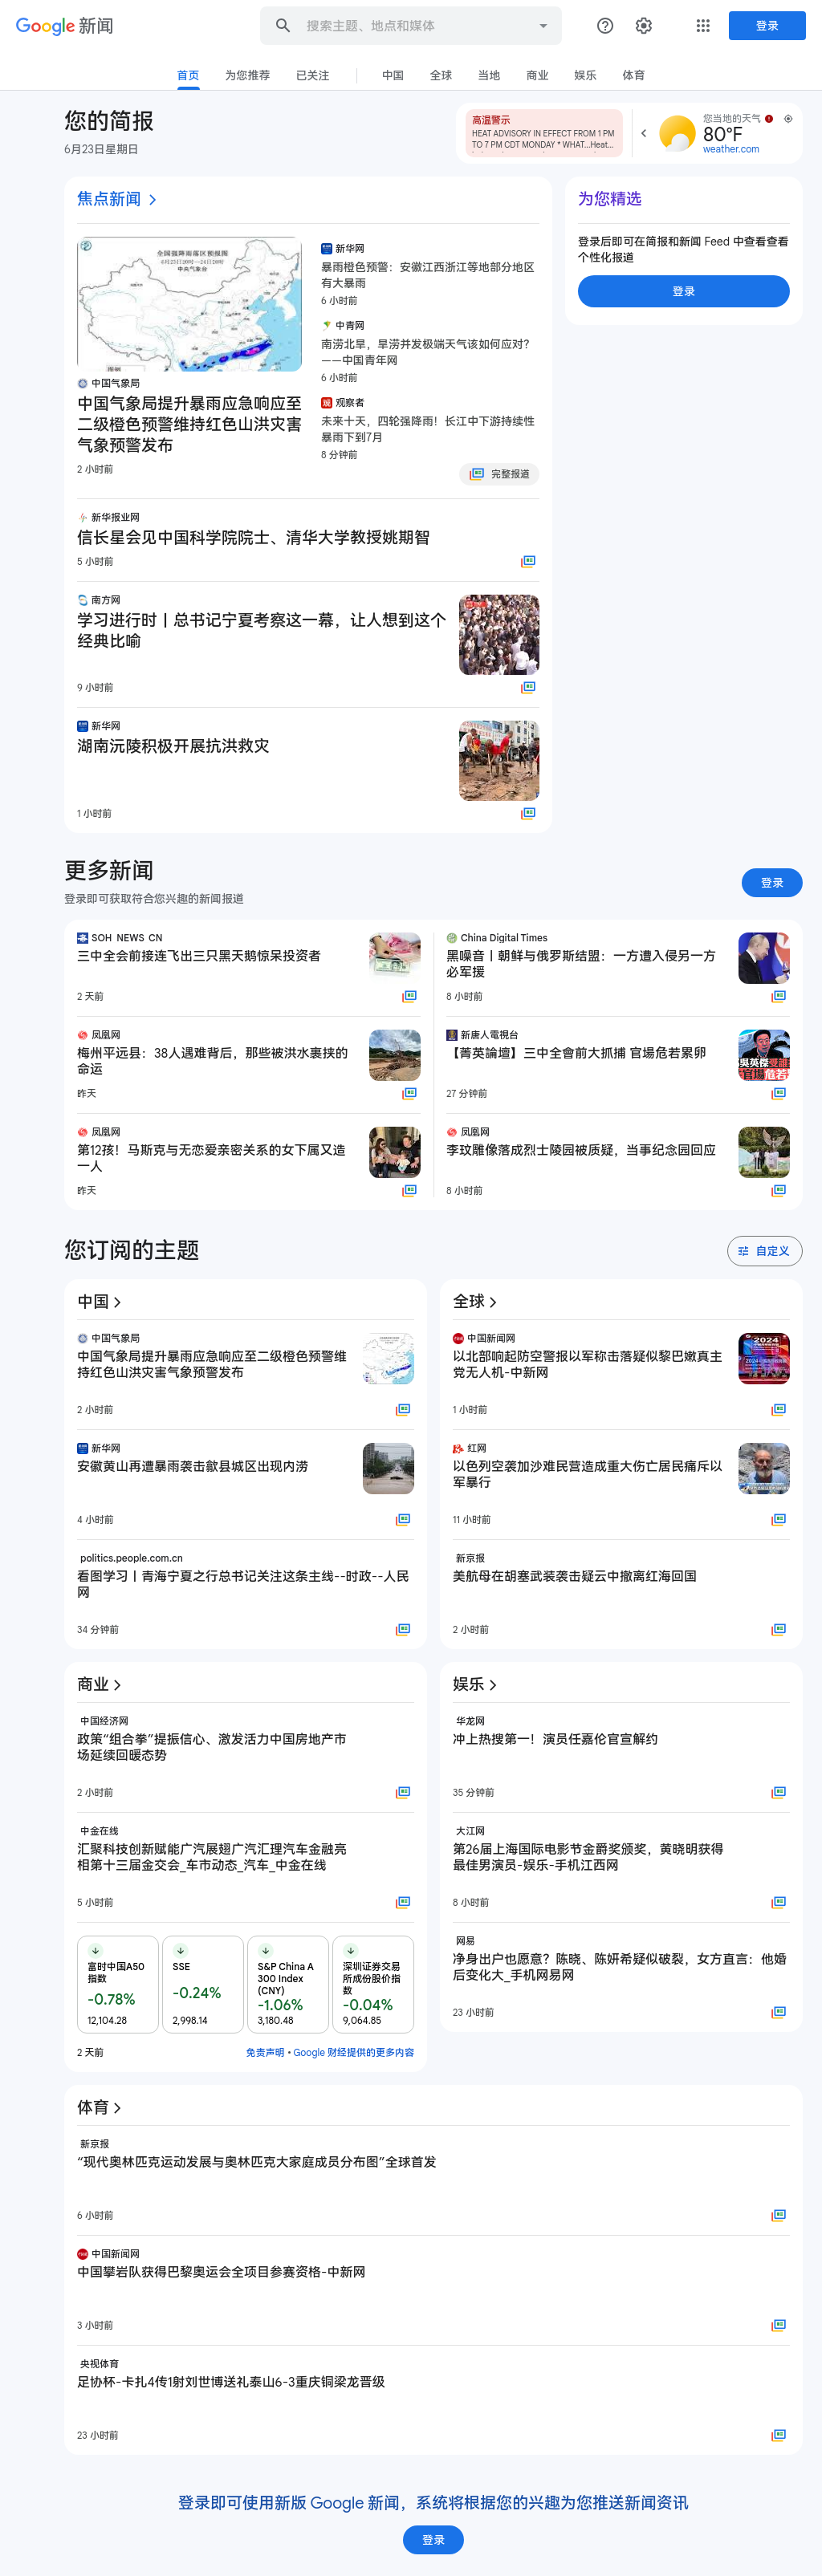 Google 新闻
搜索主题、地点和媒体
登录
首页
为您推荐
已关注
中国
全球
当地
商业
娱乐
体育
您的简报
6月23日星期日
高温警示
HEAT ADVISORY IN EFFECT FROM 1 PM
TO 7 PM CDT MONDAY * WHAT...Heat...
您当地的天气
80°F
weather.com
焦点新闻
全国强降雨落区预报图
6月23日20时—24日20时
中央气象台
中国气象局
中国气象局提升暴雨应急响应至
二级橙色预警维持红色山洪灾害
气象预警发布
2 小时前
新华网
暴雨橙色预警：安徽江西浙江等地部分地区
有大暴雨
6 小时前
中青网
南涝北旱，旱涝并发极端天气该如何应对？
——中国青年网
6 小时前
观察者
未来十天，四轮强降雨！长江中下游持续性
暴雨下到7月
8 分钟前
完整报道
新华报业网
信长星会见中国科学院院士、清华大学教授姚期智
5 小时前
南方网
学习进行时丨总书记宁夏考察这一幕，让人想到这个
经典比喻
9 小时前
新华网
湖南沅陵积极开展抗洪救灾
1 小时前
为您精选
登录后即可在简报和新闻 Feed 中查看查看
个性化报道
登录
更多新闻
登录即可获取符合您兴趣的新闻报道
登录
SOH_NEWS_CN
三中全会前接连飞出三只黑天鹅惊呆投资者
2 天前
凤凰网
梅州平远县：38人遇难背后，那些被洪水裹挟的
命运
昨天
凤凰网
第12孩！马斯克与无恋爱亲密关系的女下属又造
一人
昨天
China Digital Times
黑噪音丨朝鲜与俄罗斯结盟：一方遭入侵另一方
必军援
8 小时前
新唐人電視台
【菁英論壇】三中全會前大抓捕 官場危若累卵
27 分钟前
凤凰网
李玟雕像落成烈士陵园被质疑，当事纪念园回应
8 小时前
您订阅的主题
自定义
中国
中国气象局
中国气象局提升暴雨应急响应至二级橙色预警维
持红色山洪灾害气象预警发布
2 小时前
新华网
安徽黄山再遭暴雨袭击歙县城区出现内涝
4 小时前
politics.people.com.cn
看图学习丨青海宁夏之行总书记关注这条主线--时政--人民
网
34 分钟前
全球
中国新闻网
以北部响起防空警报以军称击落疑似黎巴嫩真主
党无人机-中新网
1 小时前
红网
以色列空袭加沙难民营造成重大伤亡居民痛斥以
军暴行
11 小时前
新京报
美航母在胡塞武装袭击疑云中撤离红海回国
2 小时前
商业
中国经济网
政策“组合拳”提振信心、激发活力中国房地产市
场延续回暖态势
2 小时前
中金在线
汇聚科技创新赋能广汽展翅广汽汇理汽车金融亮
相第十三届金交会_车市动态_汽车_中金在线
5 小时前
富时中国A50
指数
-0.78%
12,104.28
SSE
-0.24%
2,998.14
S&P China A
300 Index
(CNY)
-1.06%
3,180.48
深圳证券交易
所成份股价指
数
-0.04%
9,064.85
2 天前
免责声明 • Google 财经提供的更多内容
娱乐
华龙网
冲上热搜第一！演员任嘉伦官宣解约
35 分钟前
大江网
第26届上海国际电影节金爵奖颁奖，黄晓明获得
最佳男演员-娱乐-手机江西网
8 小时前
网易
净身出户也愿意？陈晓、陈妍希疑似破裂，女方直言：他婚
后变化大_手机网易网
23 小时前
体育
新京报
“现代奥林匹克运动发展与奥林匹克大家庭成员分布图”全球首发
6 小时前
中国新闻网
中国攀岩队获得巴黎奥运会全项目参赛资格-中新网
3 小时前
央视体育
足协杯-卡扎4传1射刘世博送礼泰山6-3重庆铜梁龙晋级
23 小时前
登录即可使用新版 Google 新闻，系统将根据您的兴趣为您推送新闻资讯
登录